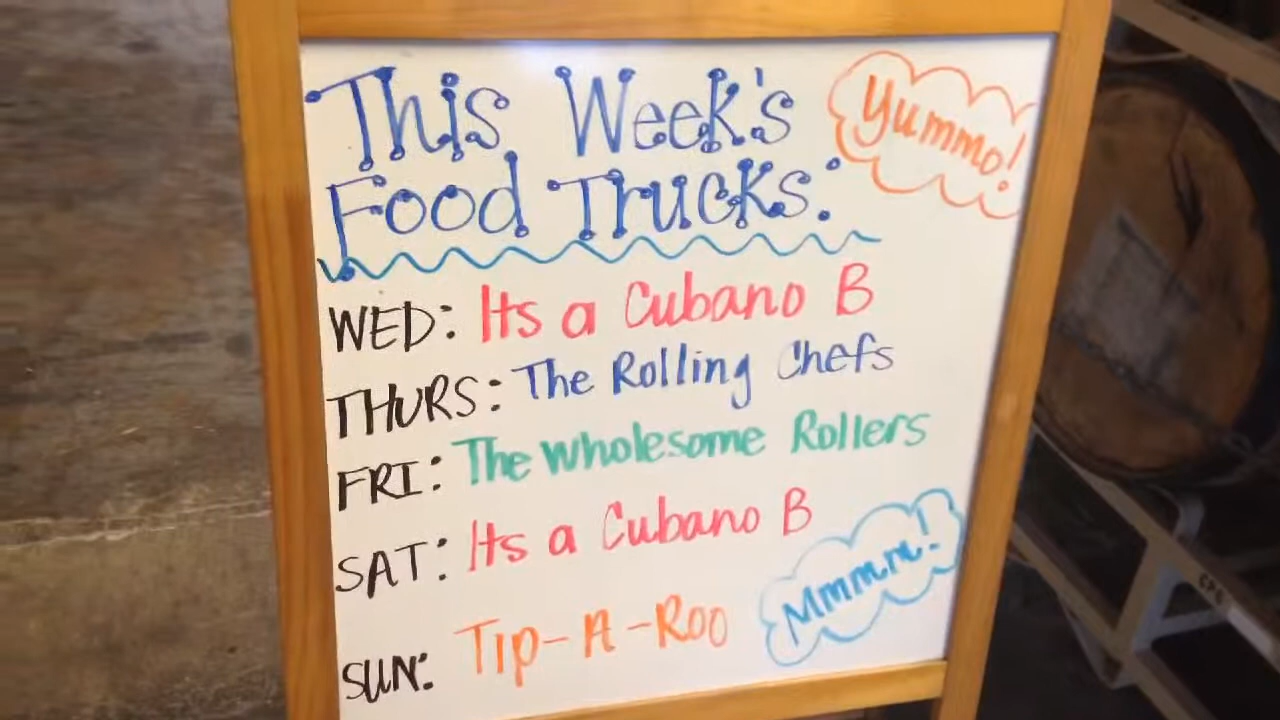 This Week's
Food Trucks:
Yummo!
WED: Its a Cubano B
THURS: The Rolling Chefs
FRI: The Wholesome Rollers
SAT: Its a Cubano B
SUN: Tip-A-Roo
Mmmm!